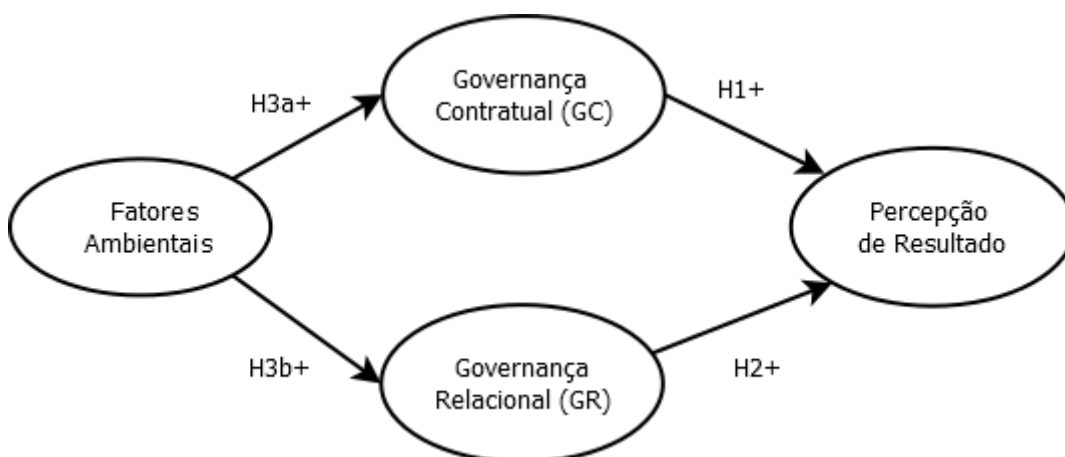 Governança
Contratual (GC)
H3a+
H1+
Fatores
Ambientais
Percepção
de Resultado
H3b+
Governança
Relacional (GR)
H2+